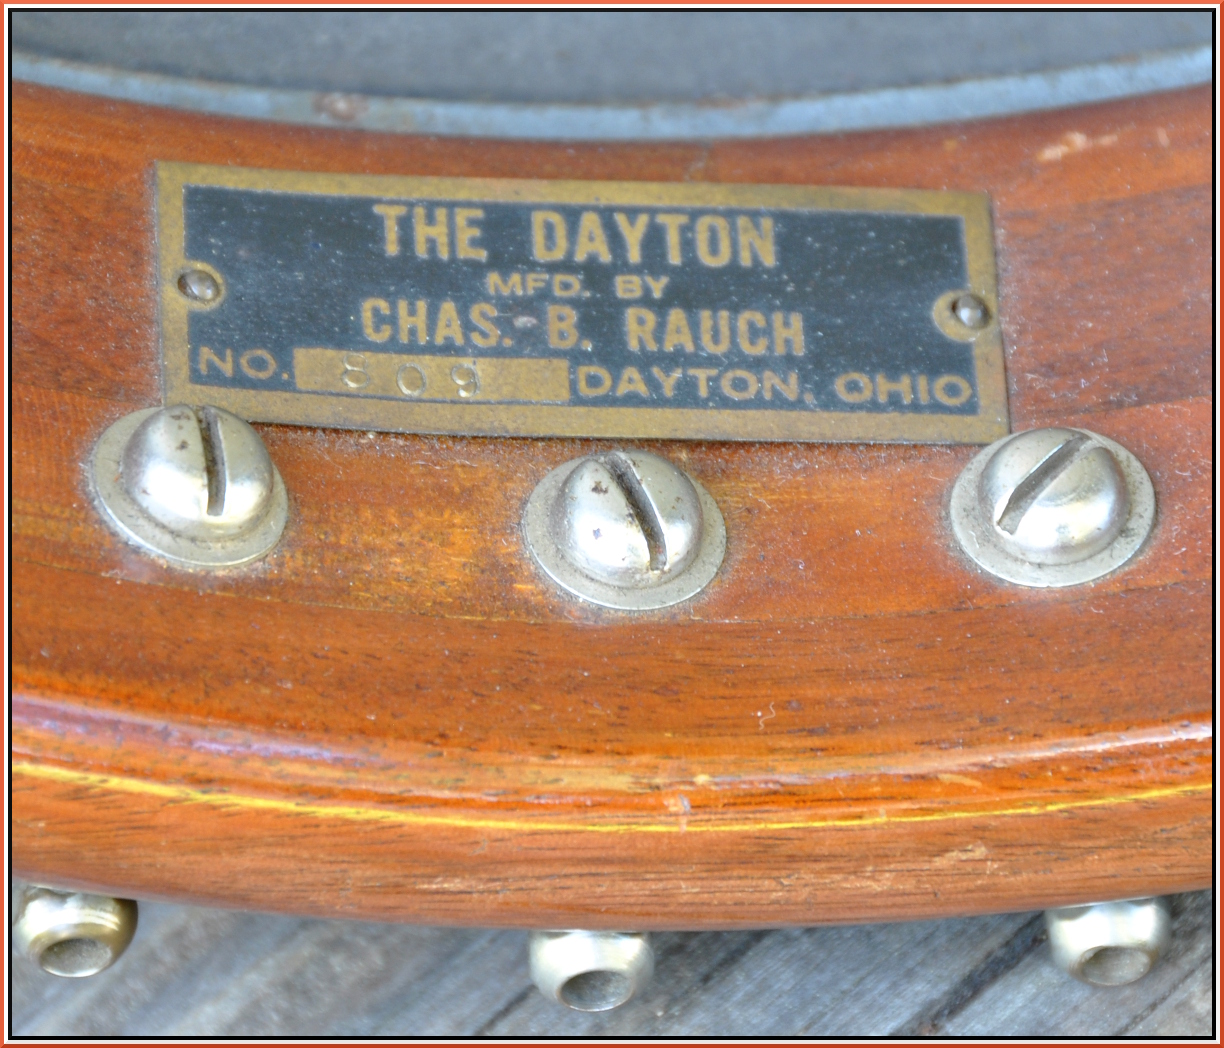 THE DAYTON
MFD. BY
CHAS. B. RAUCH
NO. 809 DAYTON, OHIO